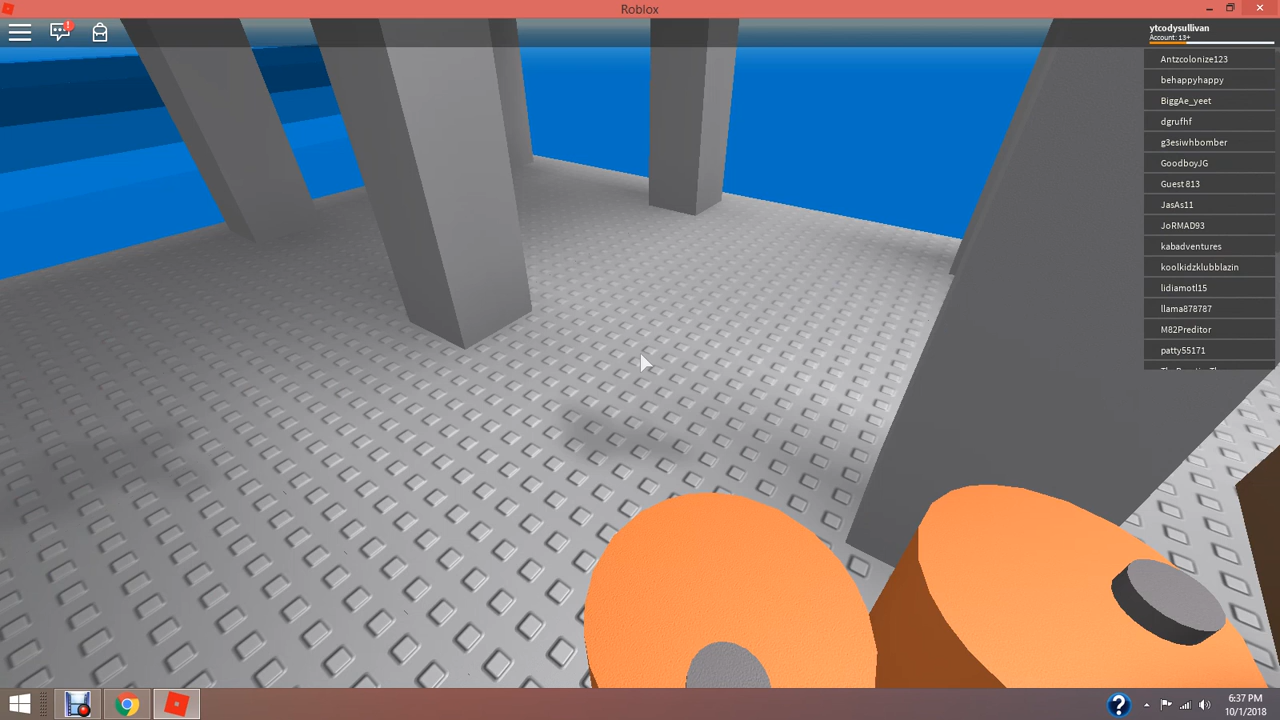 Roblox
ytcodysullivan
Account: 13+
Antzcolonize123
behappyhappy
BiggAe_yeet
dgrufhf
g3esiwhbomber
GoodboyJG
Guest 813
JasAs11
JoRMAD93
kabadventures
koolkidzklubblazin
lidiamotl15
llama878787
M82Preditor
patty55171
6:37 PM
10/1/2018